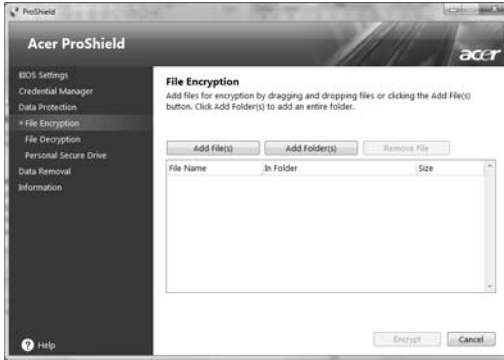 ProShield
Acer ProShield
acer
BIOS Settings
Credential Manager
Data Protection
File Encryption
File Decryption
Personal Secure Drive
Data Removal
Information
Help
File Encryption
Add files for encryption by dragging and dropping files or clicking the Add File(s)
button. Click Add Folder(s) to add an entire folder.
Add File(s) Add Folder(s) Remove File
File Name In Folder Size
Encrypt Cancel